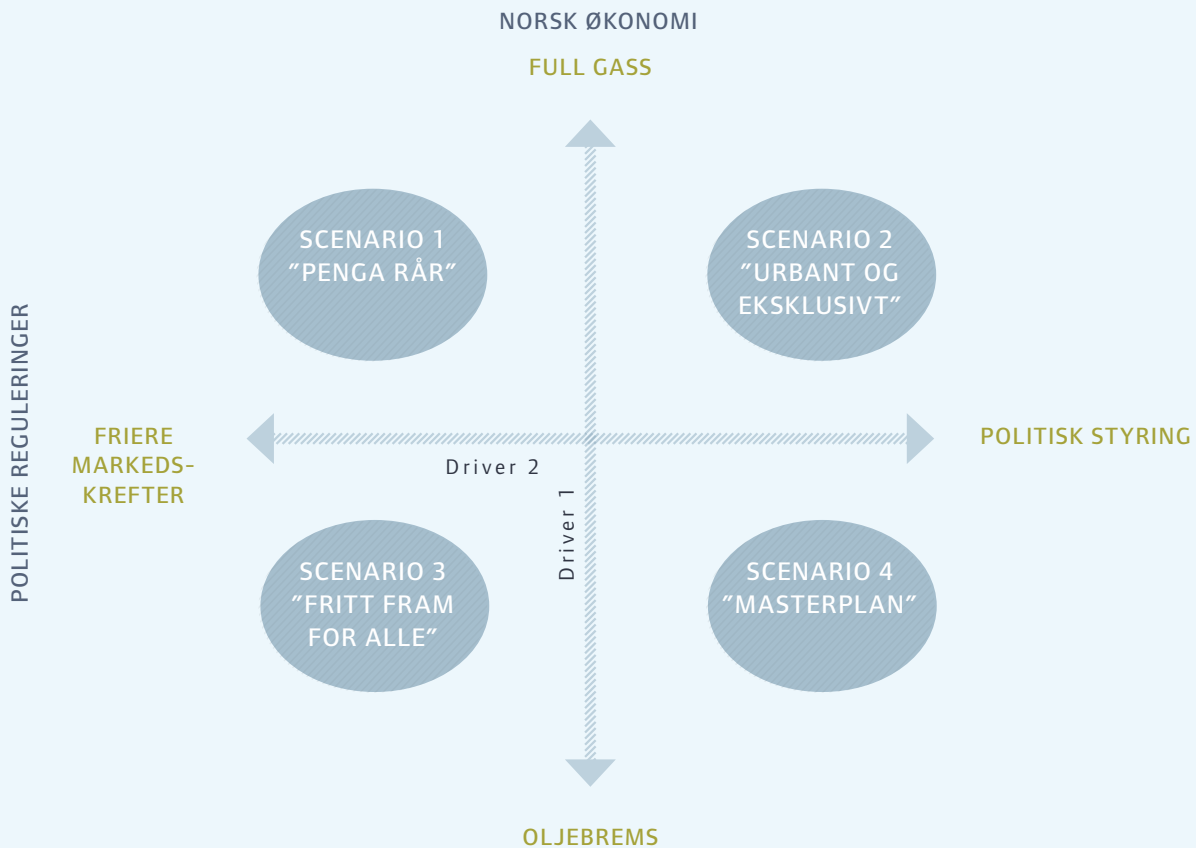 NORSK ØKONOMI
FULL GASS
SCENARIO 1
″PENGA RÅR″
SCENARIO 2
″URBANT OG
EKSKLUSIVT″
POLITISKE REGULERINGER
FRIERE
MARKEDS-
KREFTER
POLITISK STYRING
Driver 2
Driver 1
SCENARIO 3
″FRITT FRAM
FOR ALLE″
SCENARIO 4
″MASTERPLAN″
OLJEBREMS